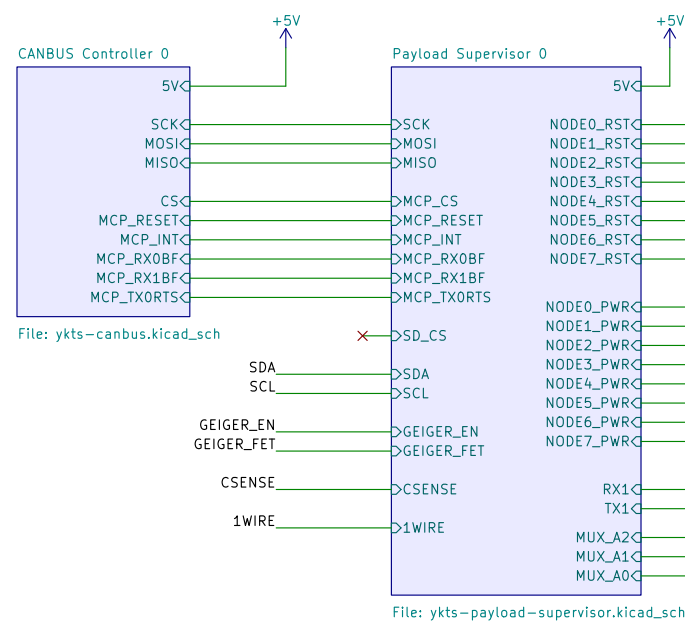 +5V
CANBUS Controller 0
5V
SCK
MOSI
MISO
CS
MCP_RESET
MCP_INT
MCP_RX0BF
MCP_RX1BF
MCP_TX0RTS
File: ykts-canbus.kicad_sch
+5V
Payload Supervisor 0
5V
SCK
MOSI
MISO
MCP_CS
MCP_RESET
MCP_INT
MCP_RX0BF
MCP_RX1BF
MCP_TX0RTS
SD_CS
SDA
SDA
SCL
SCL
GEIGER_EN
GEIGER_EN
GEIGER_FET
GEIGER_FET
CSENSE
CSENSE
1WIRE
1WIRE
NODE0_RST
NODE1_RST
NODE2_RST
NODE3_RST
NODE4_RST
NODE5_RST
NODE6_RST
NODE7_RST
NODE0_PWR
NODE1_PWR
NODE2_PWR
NODE3_PWR
NODE4_PWR
NODE5_PWR
NODE6_PWR
NODE7_PWR
RX1
TX1
MUX_A2
MUX_A1
MUX_A0
File: ykts-payload-supervisor.kicad_sch